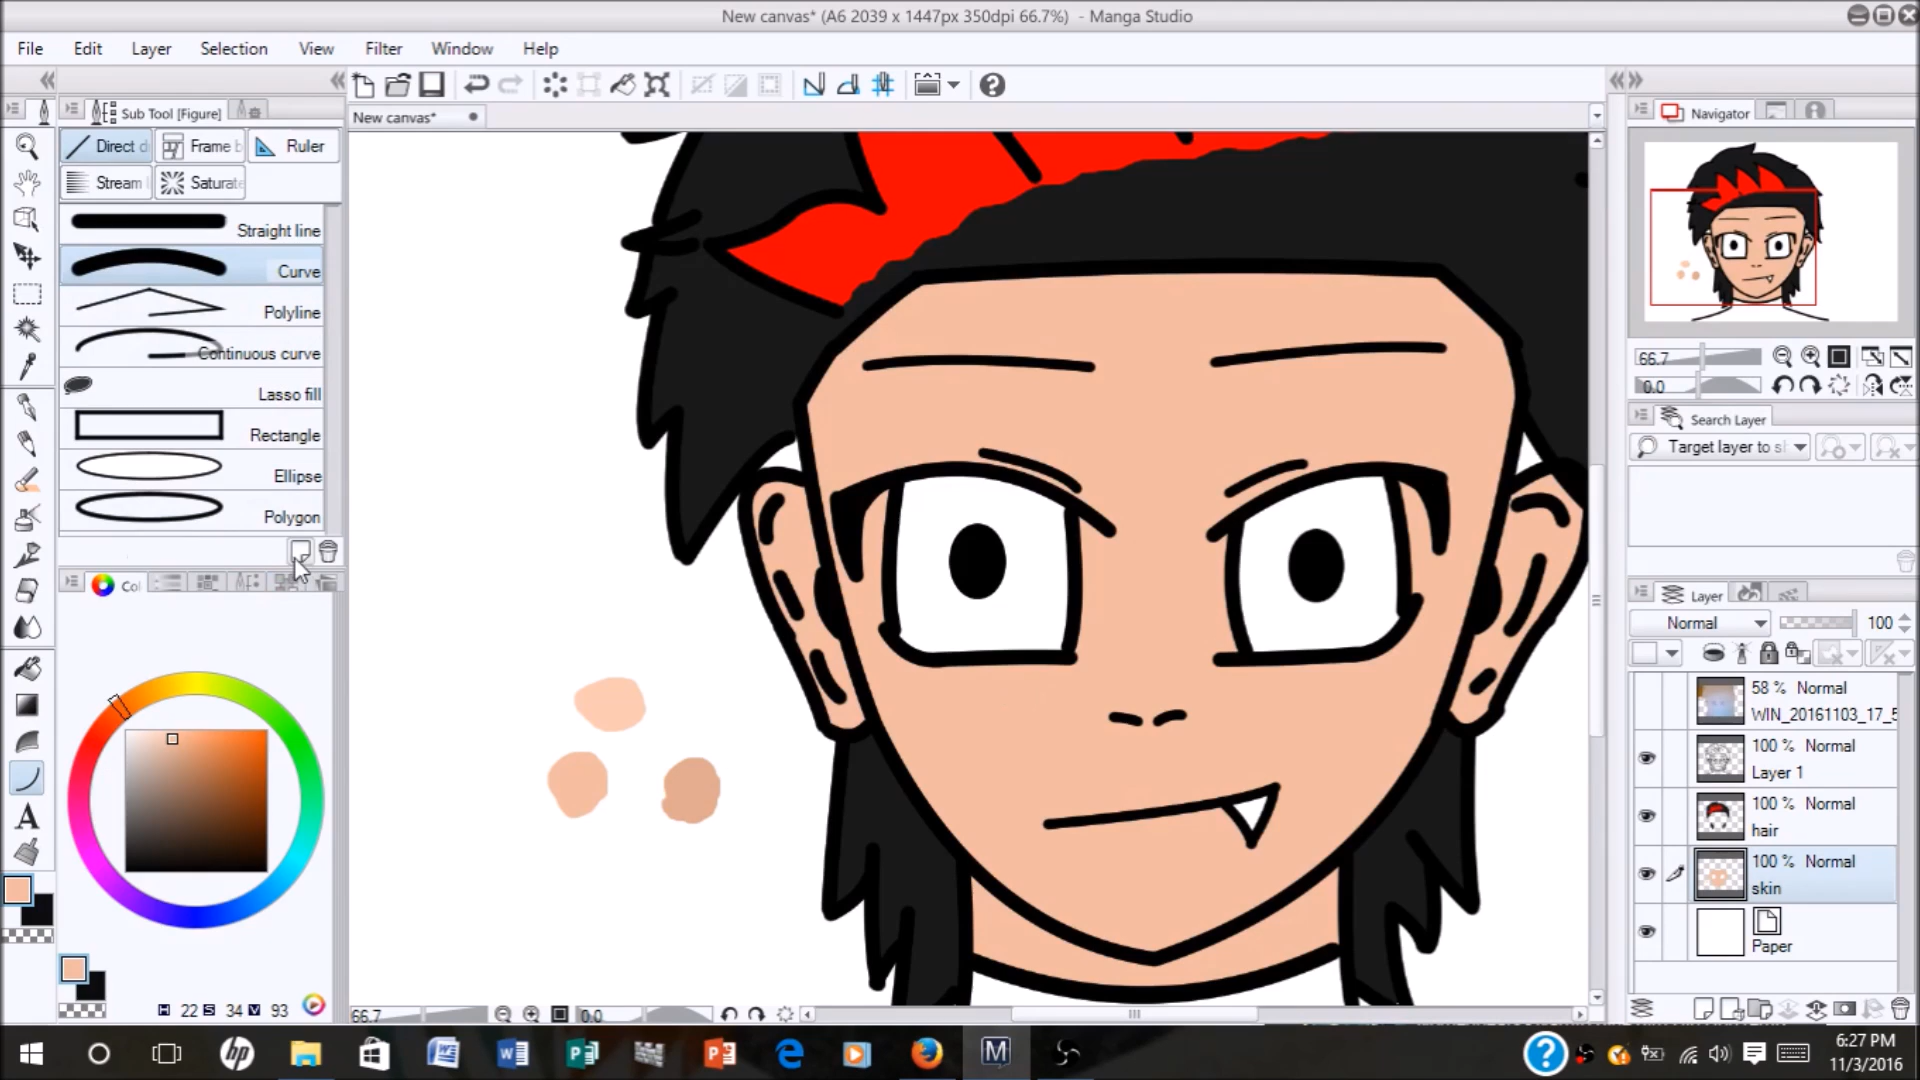 New canvas* (A6 2039 x 1447px 350dpi 66.7%)  - Manga Studio
File Edit Layer Selection View Filter Window Help
Sub Tool [Figure]
New canvas*
Navigator
Direct d
Frame b
Ruler
Stream
Saturate
Straight line
Curve
Polyline
Continuous curve
Lasso fill
Rectangle
Ellipse
Polygon
Col
H 22 S 34 V 93
66.7
0.0
66.7
0.0
Search Layer
Target layer to s
Layer
Normal
100
58 % Normal
WIN_20161103_17_5
100 % Normal
Layer 1
100 % Normal
hair
100 % Normal
skin
Paper
6:27 PM
11/3/2016